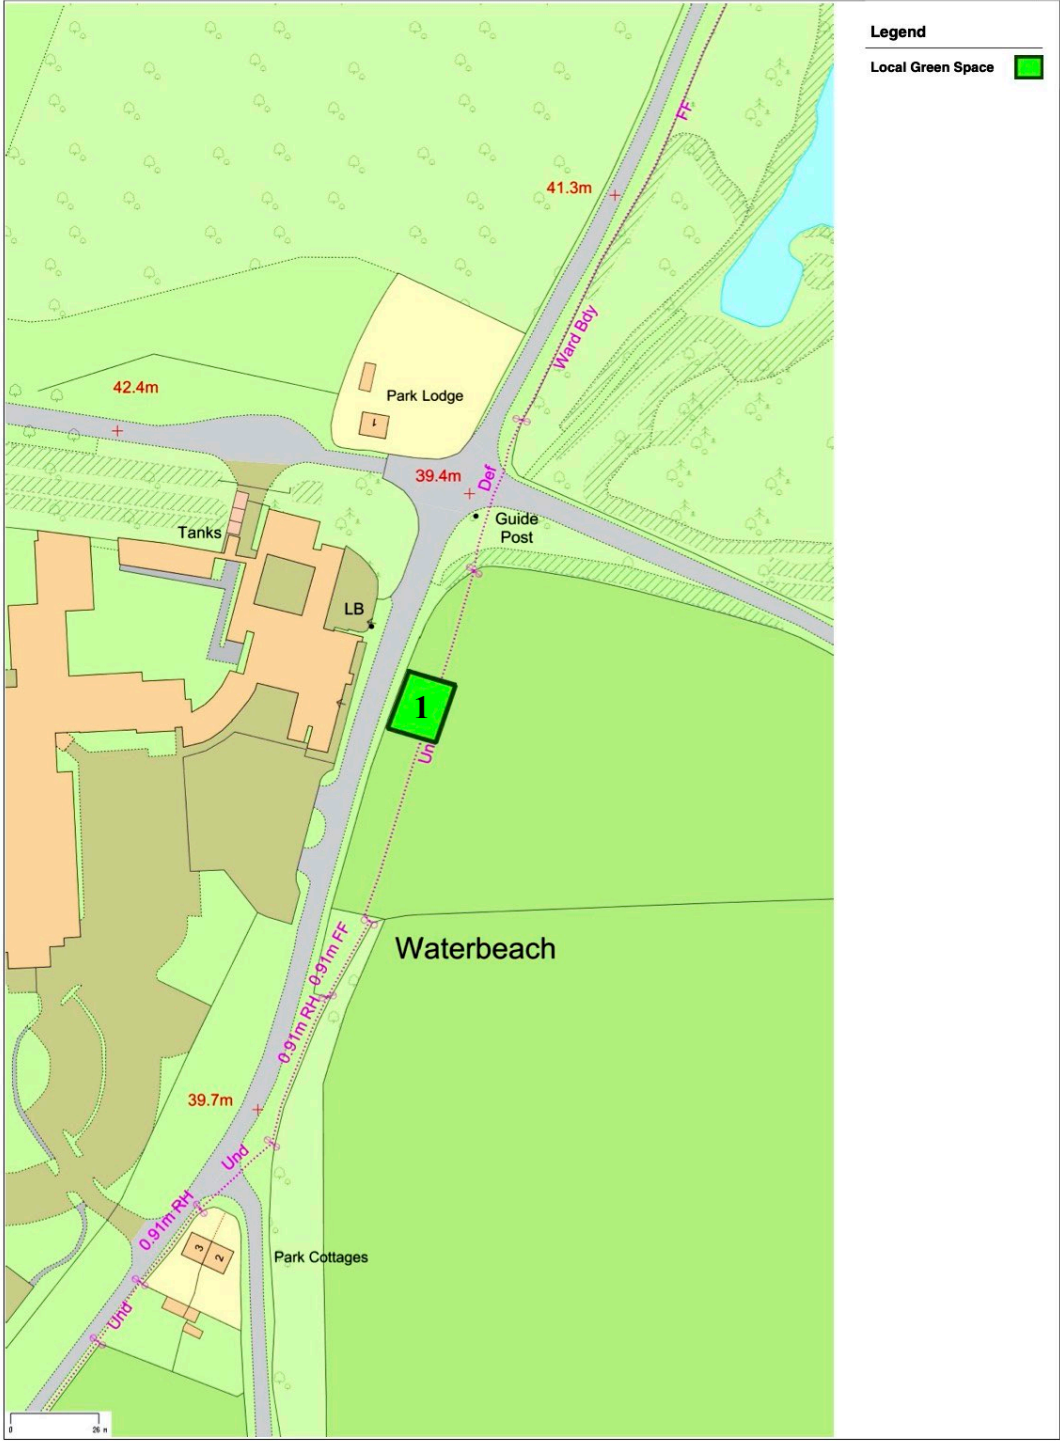 Legend
Local Green Space
FF
41.3m
Ward Bdy
42.4m
Park Lodge
1
39.4m
Def
Guide
Post
Tanks
LB
1
Un
Waterbeach
0.91m FF
0.91m RH
39.7m
Und
0.91m RH
3
2
Park Cottages
Und
0
26 m